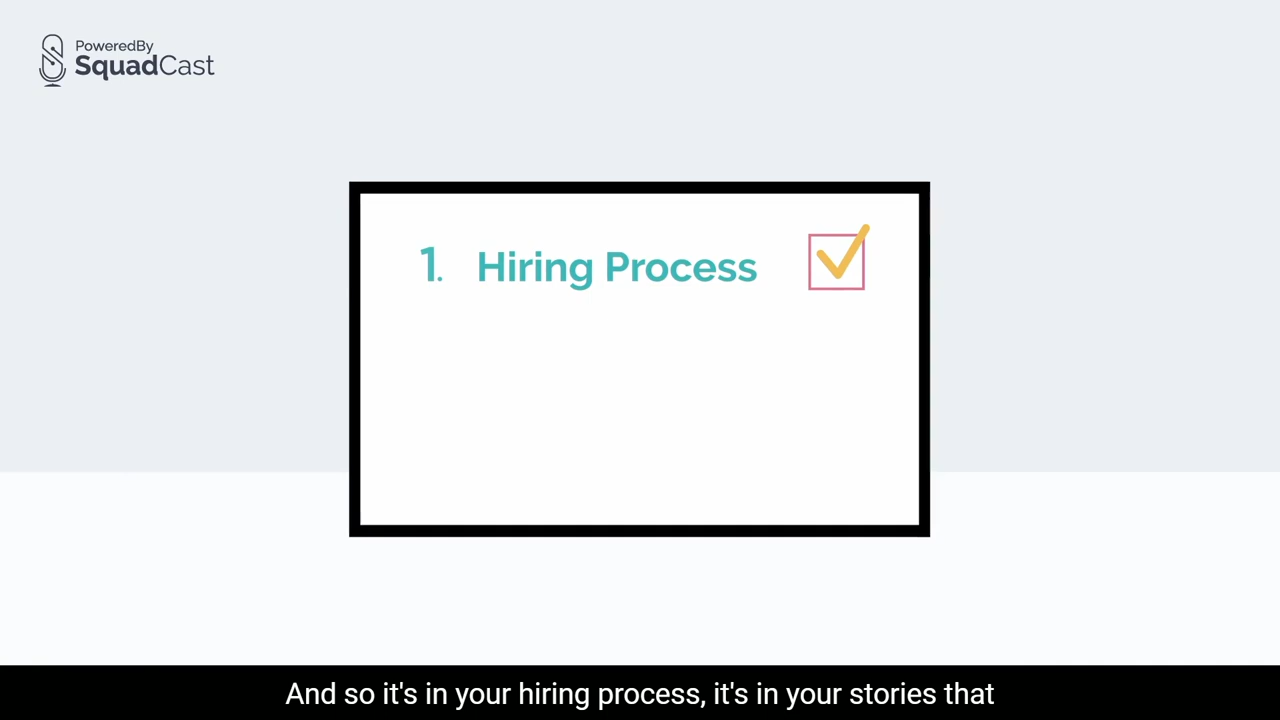 PoweredBy
SquadCast
1. Hiring Process
And so it's in your hiring process, it's in your stories that